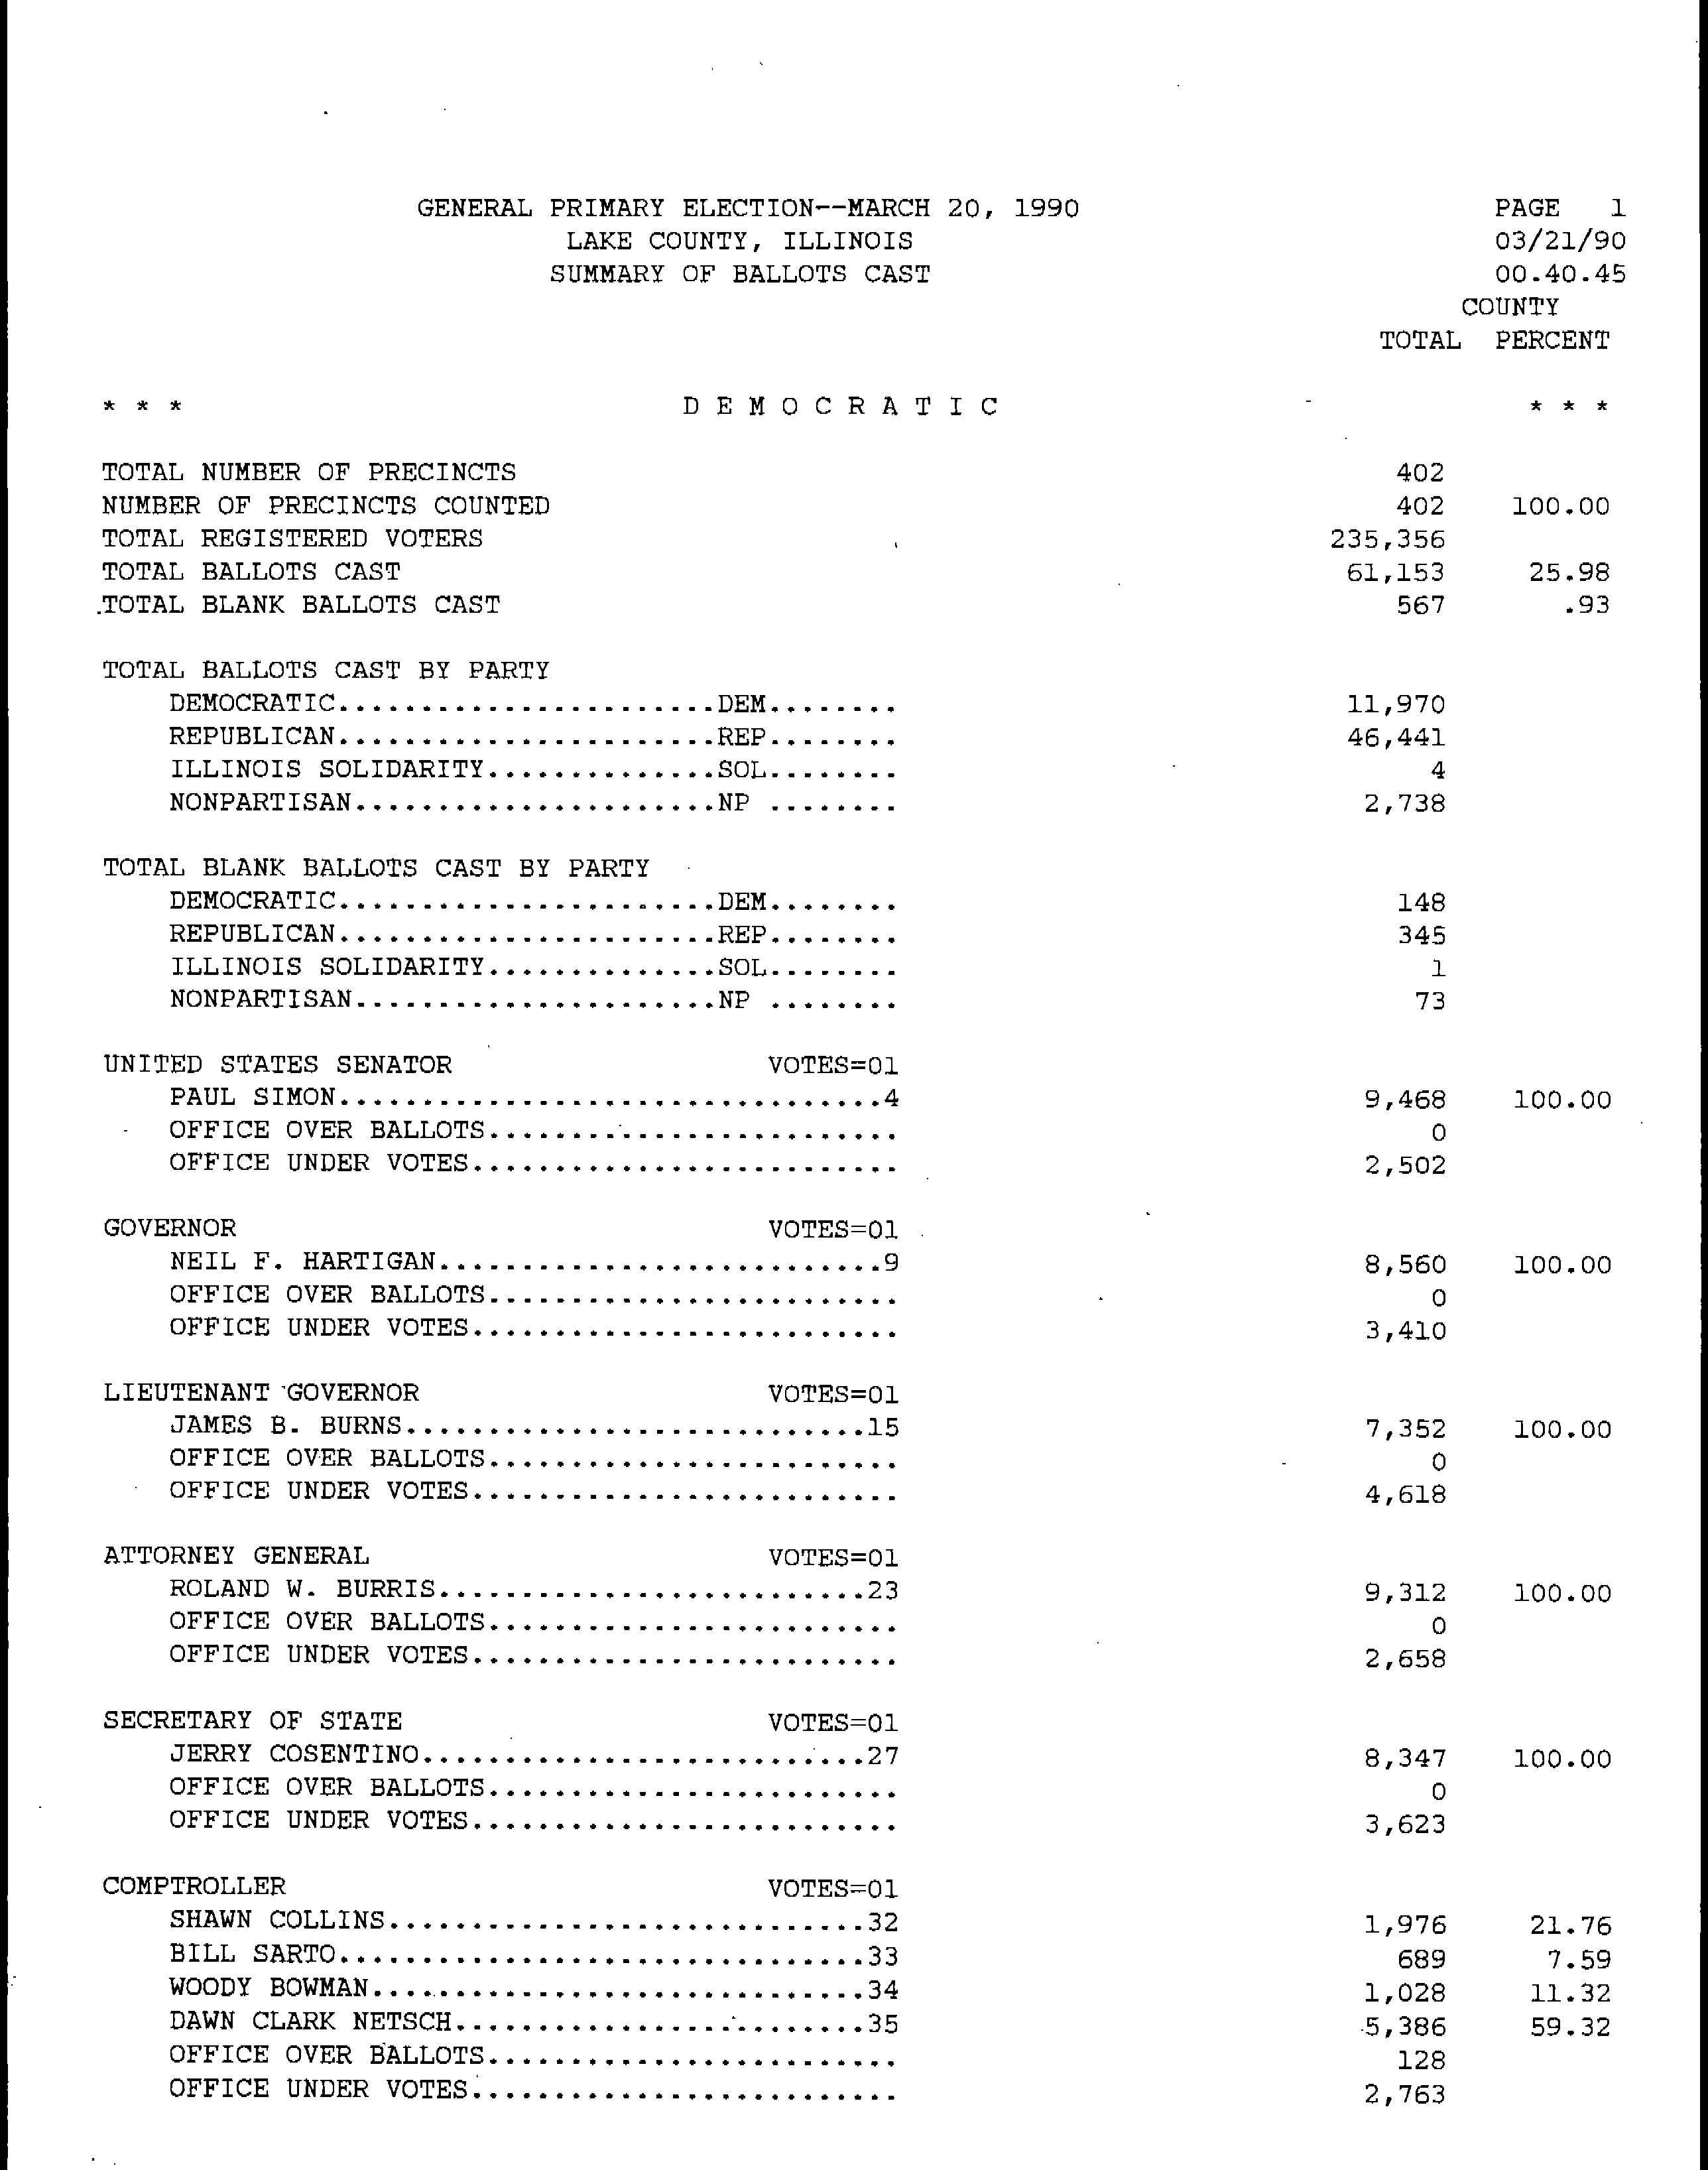 GENERAL PRIMARY ELECTION--MARCH 20, 1990 PAGE 1
LAKE COUNTY, ILLINOIS 03/21/90
SUMMARY OF BALLOTS CAST 00.40.45
COUNTY
TOTAL PERCENT
* * * D E M O C R A T I C * * *
TOTAL NUMBER OF PRECINCTS 402
NUMBER OF PRECINCTS COUNTED 402 100.00
TOTAL REGISTERED VOTERS 235,356
TOTAL BALLOTS CAST 61,153 25.98
TOTAL BLANK BALLOTS CAST 567 .93
TOTAL BALLOTS CAST BY PARTY
DEMOCRATIC.......................DEM........ 11,970
REPUBLICAN.......................REP........ 46,441
ILLINOIS SOLIDARITY..............SOL........ 4
NONPARTISAN......................NP ........ 2,738
TOTAL BLANK BALLOTS CAST BY PARTY
DEMOCRATIC.......................DEM........ 148
REPUBLICAN.......................REP........ 345
ILLINOIS SOLIDARITY..............SOL........ 1
NONPARTISAN......................NP ........ 73
UNITED STATES SENATOR VOTES=01
PAUL SIMON.................................4 9,468 100.00
OFFICE OVER BALLOTS......................... 0
OFFICE UNDER VOTES.......................... 2,502
GOVERNOR VOTES=01
NEIL F. HARTIGAN...........................9 8,560 100.00
OFFICE OVER BALLOTS......................... 0
OFFICE UNDER VOTES.......................... 3,410
LIEUTENANT GOVERNOR VOTES=01
JAMES B. BURNS............................15 7,352 100.00
OFFICE OVER BALLOTS......................... 0
OFFICE UNDER VOTES.......................... 4,618
ATTORNEY GENERAL VOTES=01
ROLAND W. BURRIS..........................23 9,312 100.00
OFFICE OVER BALLOTS......................... 0
OFFICE UNDER VOTES.......................... 2,658
SECRETARY OF STATE VOTES=01
JERRY COSENTINO...........................27 8,347 100.00
OFFICE OVER BALLOTS......................... 0
OFFICE UNDER VOTES.......................... 3,623
COMPTROLLER VOTES=01
SHAWN COLLINS.............................32 1,976 21.76
BILL SARTO................................33 689 7.59
WOODY BOWMAN..............................34 1,028 11.32
DAWN CLARK NETSCH.........................35 5,386 59.32
OFFICE OVER BALLOTS......................... 128
OFFICE UNDER VOTES.......................... 2,763